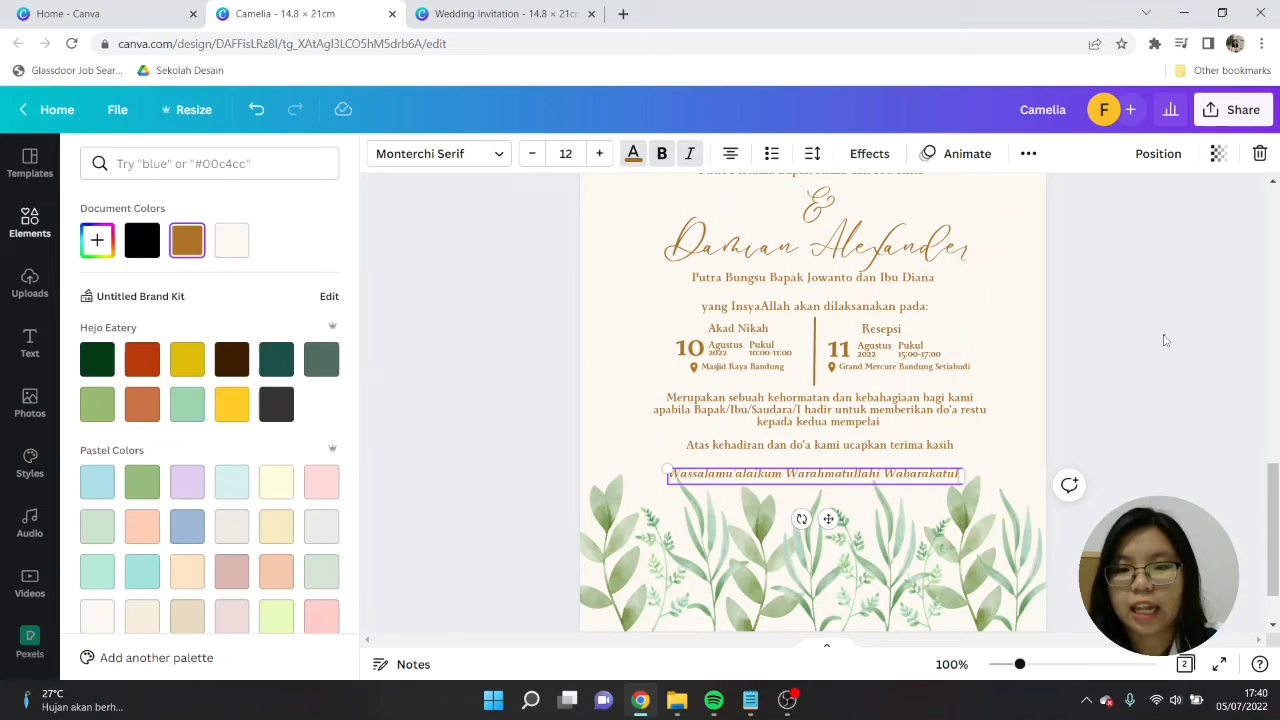 Home
Camelia - 14.8 × 21cm
Wedding Invitation - 14.8 × 21cm
canva.com/design/DAFFisLRz8I/tg_XAtAgI3LCO5hM5drb6A/edit
Glassdoor Job Sear...
Sekolah Desain
Other bookmarks
Home
File
Resize
Camelia
F
Share
Templates
Elements
Uploads
Text
Photos
Styles
Audio
Videos
Pexels
Try "blue" or "#00c4cc"
Document Colors
Untitled Brand Kit
Edit
Hejo Eatery
Pastel Colors
Add another palette
Monterchi Serif
12
A
B
I
Effects
Animate
Position
&
Damian Alexander
Putra Bungsu Bapak Jowanto dan Ibu Diana
yang InsyaAllah akan dilaksanakan pada:
Akad Nikah
10 Agustus 2022 Pukul 10:00-11:00
Masjid Raya Bandung
Resepsi
11 Agustus 2022 Pukul 15:00-17:00
Grand Mercure Bandung Setiabudi
Merupakan sebuah kehormatan dan kebahagiaan bagi kami
apabila Bapak/Ibu/Saudara/I hadir untuk memberikan do'a restu
kepada kedua mempelai
Atas kehadiran dan do'a kami ucapkan terima kasih
Wassalamu'alaikum Warahmatullahi Wabarakatuh
Notes
100%
2
27°C
Hujan akan berh...
17:40
05/07/2022